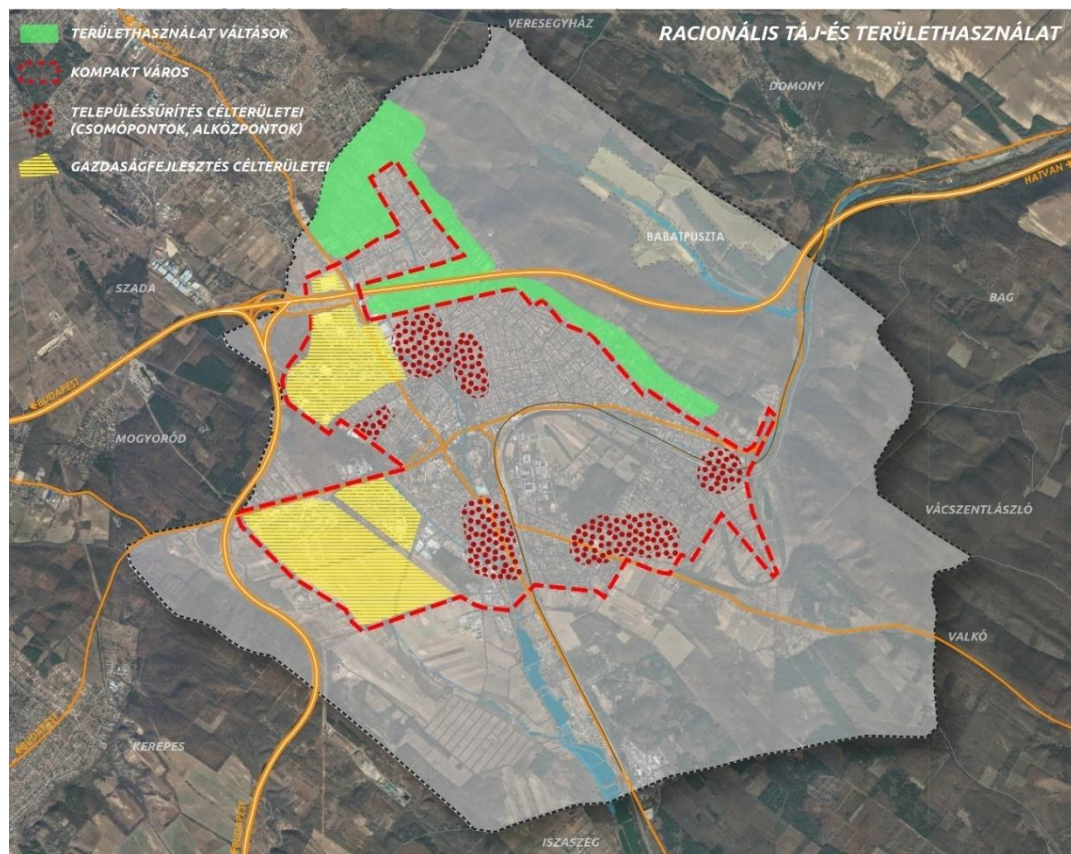 RACIONÁLIS TÁJ-ÉS TERÜLETHASZNÁLAT
TERÜLETHASZNÁLAT VÁLTÁSOK
KOMPAKT VÁROS
TELEPÜLÉSSŰRÍTÉS CÉLTERÜLETEI
(CSOMÓPONTOK, ALKÖZPONTOK)
GAZDASÁGFEJLESZTÉS CÉLTERÜLETEI
VERESEGYHÁZ
DOMONY
HATVAN
BABATPUSZTA
SZADA
BAG
BUDAPEST
MOGYORÓD
VÁCSZENTLÁSZLÓ
VALKÓ
KEREPES
BUDAPEST
BUDAPEST
ISZASZEG